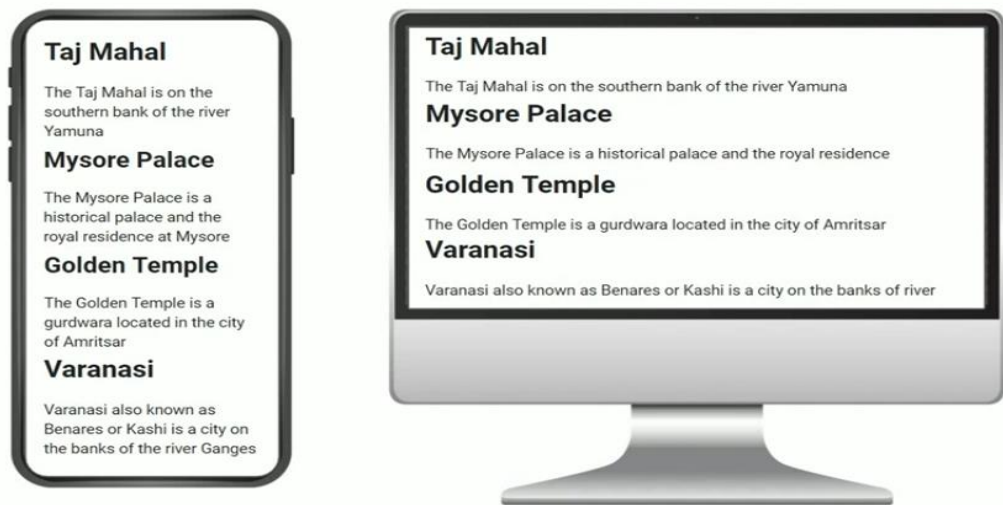 Taj Mahal
The Taj Mahal is on the
southern bank of the river
Yamuna
Mysore Palace
The Mysore Palace is a
historical palace and the
royal residence at Mysore
Golden Temple
The Golden Temple is a
gurdwara located in the city
of Amritsar
Varanasi
Varanasi also known as
Benares or Kashi is a city on
the banks of the river Ganges
Taj Mahal
The Taj Mahal is on the southern bank of the river Yamuna
Mysore Palace
The Mysore Palace is a historical palace and the royal residence
Golden Temple
The Golden Temple is a gurdwara located in the city of Amritsar
Varanasi
Varanasi also known as Benares or Kashi is a city on the banks of river